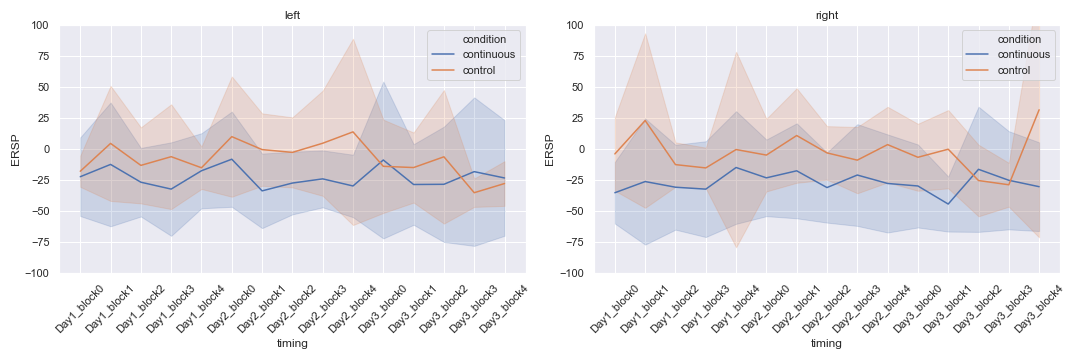 left
100
75
50
25
0
−25
−50
−75
−100
ERSP
condition
continuous
control
Day1_block0
Day1_block1
Day1_block2
Day1_block3
Day1_block4
Day2_block0
Day2_block1
Day2_block2
Day2_block3
Day2_block4
Day3_block0
Day3_block1
Day3_block2
Day3_block3
Day3_block4
timing
right
100
75
50
25
0
−25
−50
−75
−100
ERSP
condition
continuous
control
Day1_block0
Day1_block1
Day1_block2
Day1_block3
Day1_block4
Day2_block0
Day2_block1
Day2_block2
Day2_block3
Day2_block4
Day3_block0
Day3_block1
Day3_block2
Day3_block3
Day3_block4
timing